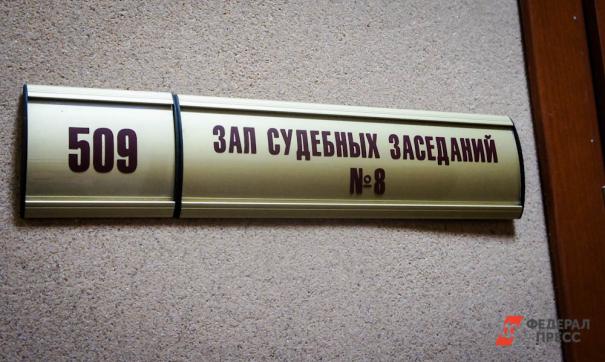 509
ЗАЛ СУДЕБНЫХ ЗАСЕДАНИЙ
№8
ФЕДЕРАЛ
ПРЕСС